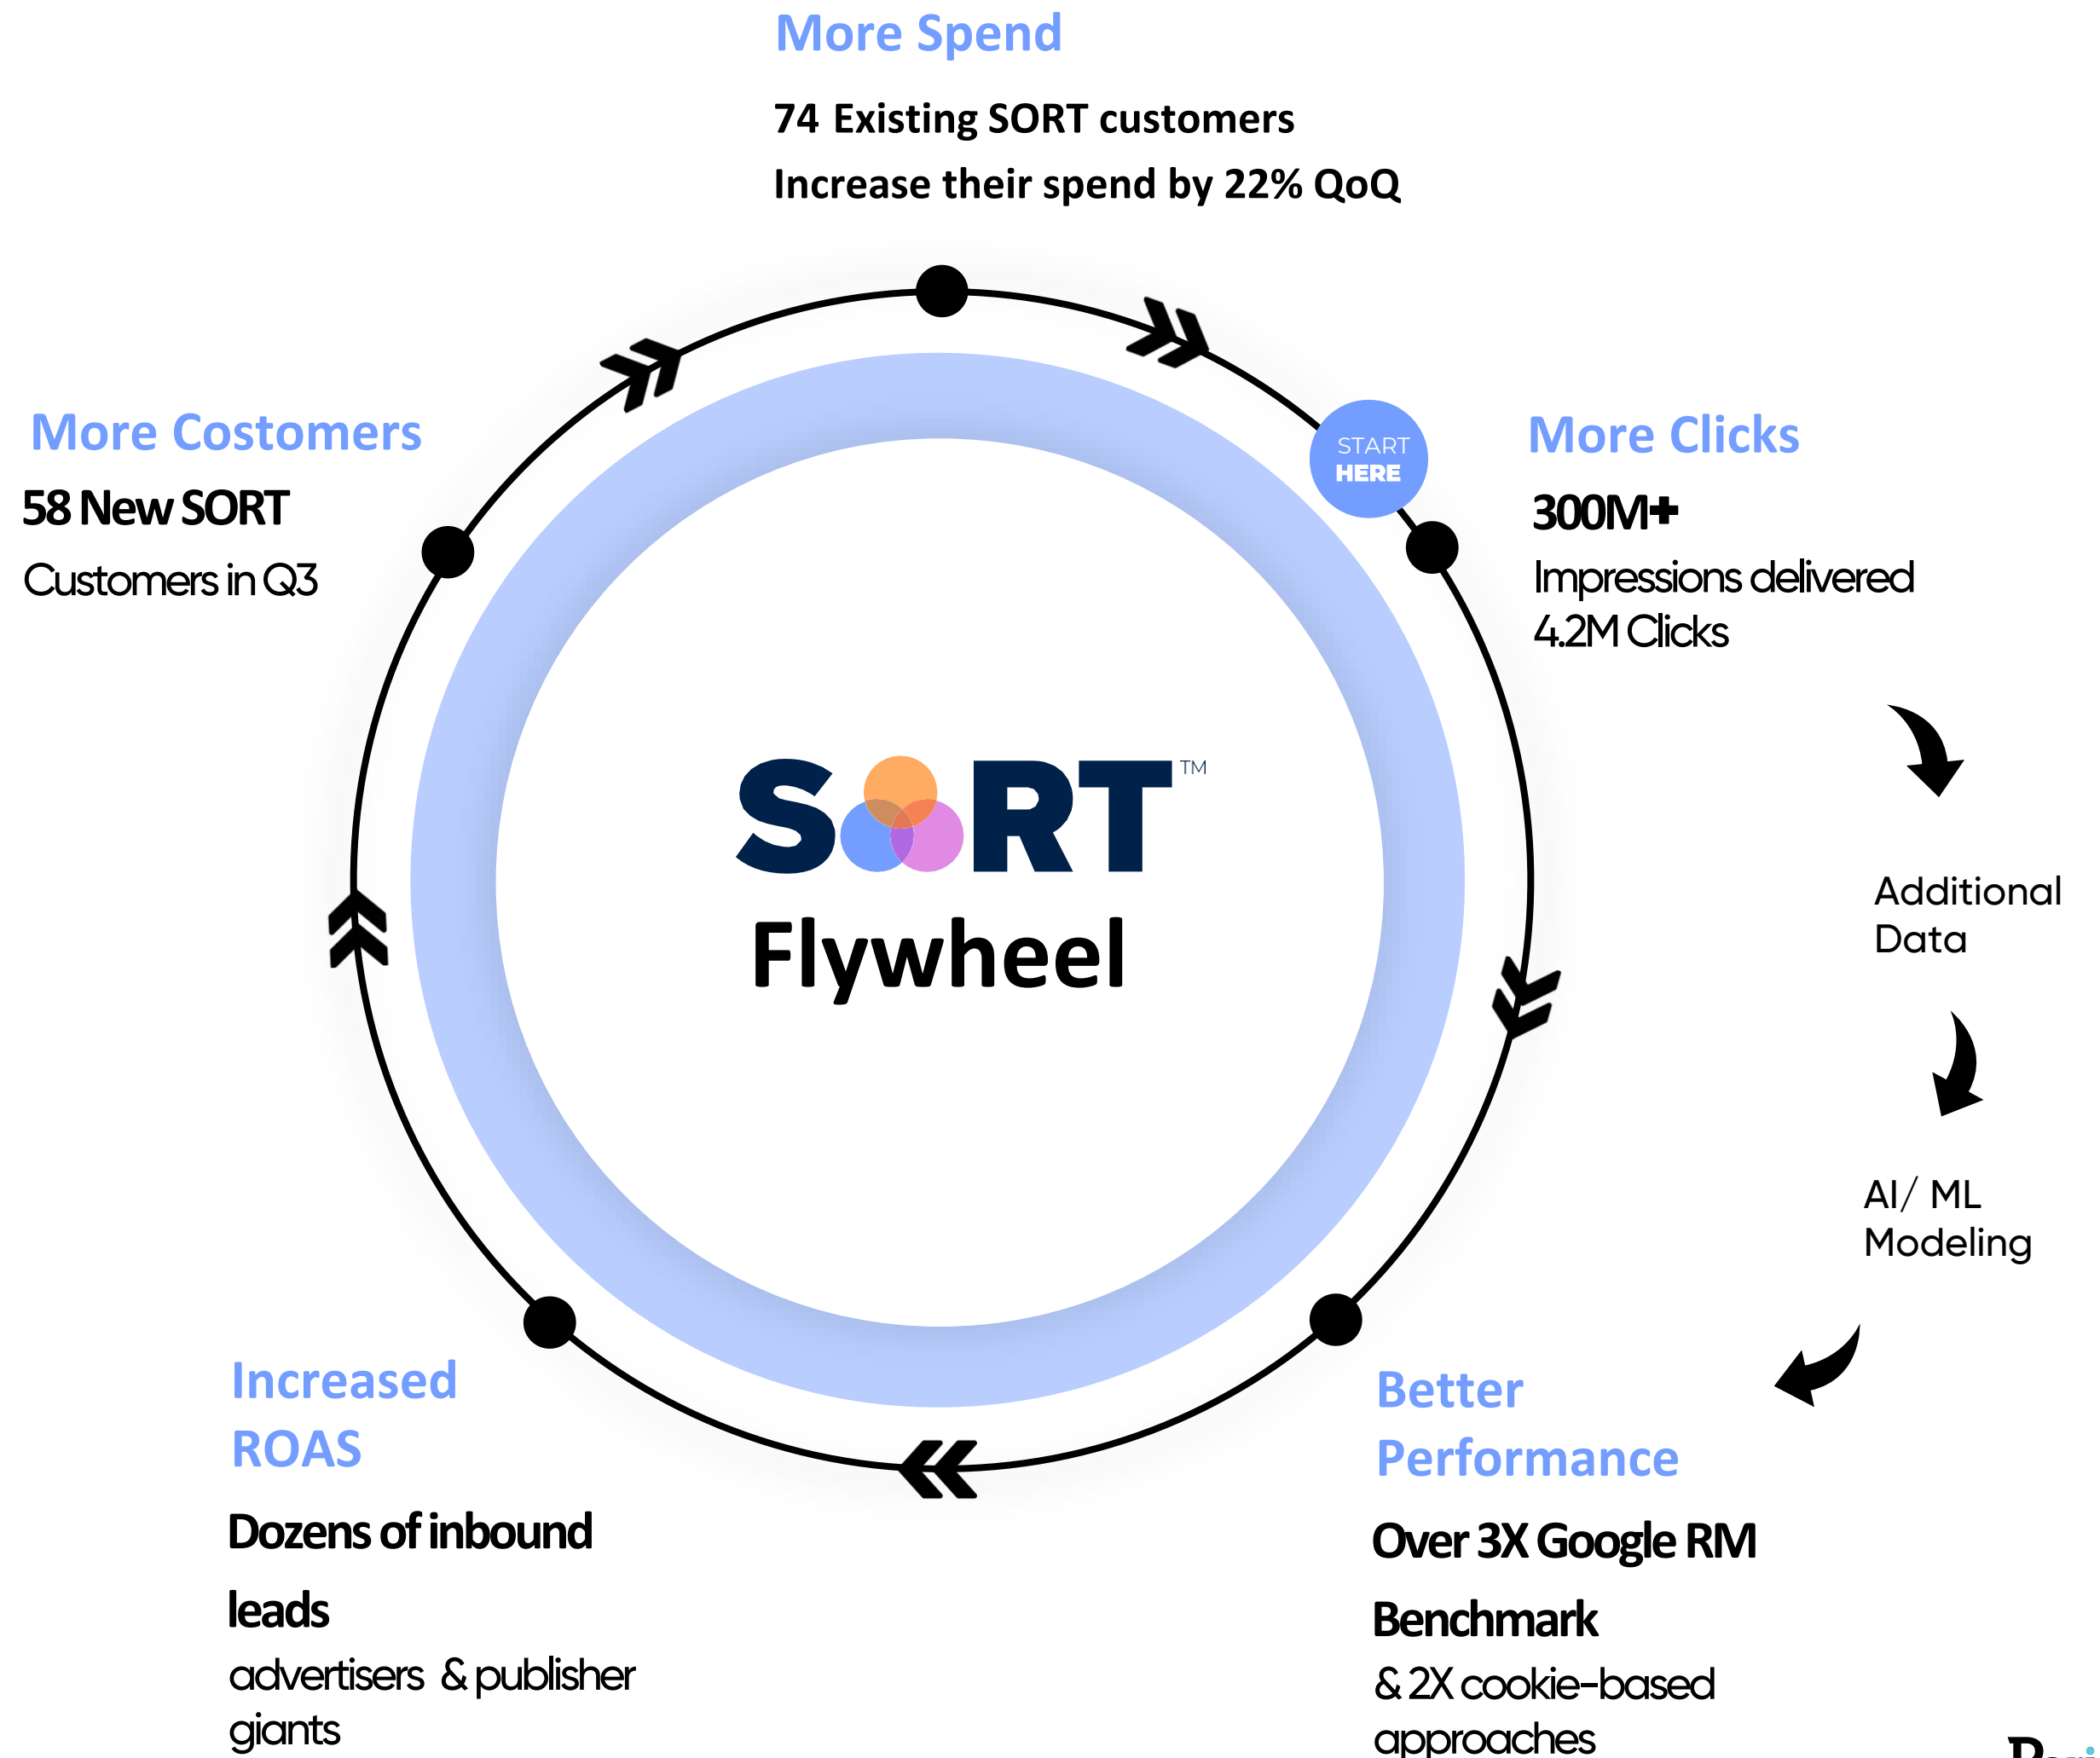 More Spend
74 Existing SORT customers
Increase their spend by 22% QoQ
START
HERE
More Clicks
300M+
Impressions delivered
4.2M Clicks
Additional
Data
AI/ ML
Modeling
Better
Performance
Over 3X Google RM
Benchmark
& 2X cookie-based
approaches
Increased
ROAS
Dozens of inbound
leads
advertisers & publisher
giants
More Costomers
58 New SORT
Customers in Q3
SORT™
Flywheel